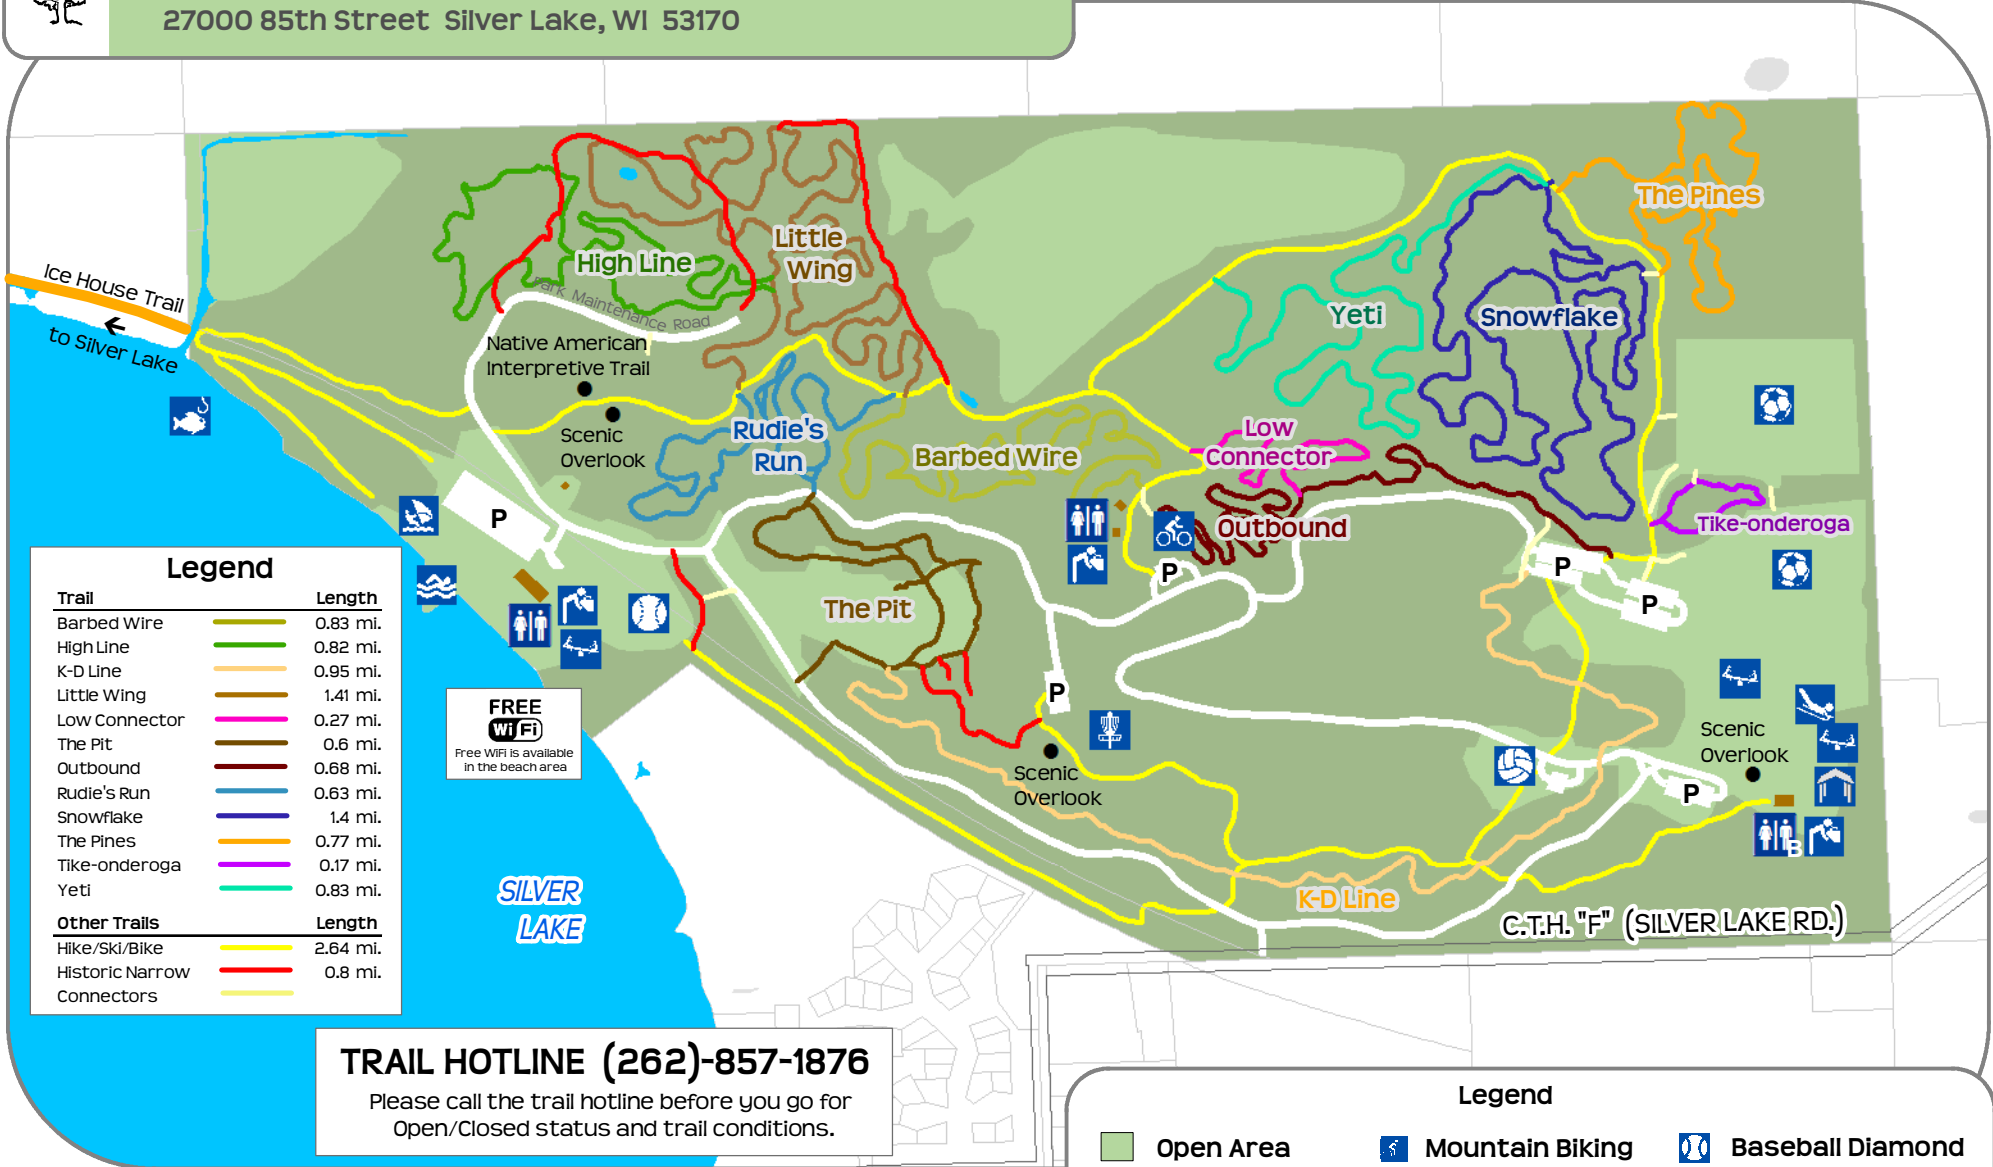 27000 85th Street  Silver Lake, WI  53170
The Pines
Little
Wing
High Line
Ice House Trail
Park Maintenance Road
to Silver Lake
Yeti
Snowflake
Native American
Interpretive Trail
Scenic
Overlook
Rudie's
Run
Barbed Wire
Low
Connector
Outbound
Tike-onderoga
P
P
P
P
The Pit
P
P
Scenic
Overlook
Scenic
Overlook
B
K-D Line
C.T.H. "F"  (SILVER LAKE RD.)
Legend
Trail Length
Barbed Wire 0.83 mi.
High Line 0.82 mi.
K-D Line 0.95 mi.
Little Wing 1.41 mi.
Low Connector 0.27 mi.
The Pit 0.6 mi.
Outbound 0.68 mi.
Rudie's Run 0.63 mi.
Snowflake 1.4 mi.
The Pines 0.77 mi.
Tike-onderoga 0.17 mi.
Yeti 0.83 mi.
Other Trails Length
Hike/Ski/Bike 2.64 mi.
Historic Narrow 0.8 mi.
Connectors
FREE
Wi Fi
Free WiFi is available
in the beach area
SILVER
LAKE
TRAIL HOTLINE  (262)-857-1876
Please call the trail hotline before you go for
Open/Closed status and trail conditions.
Legend
Open Area Mountain Biking Baseball Diamond